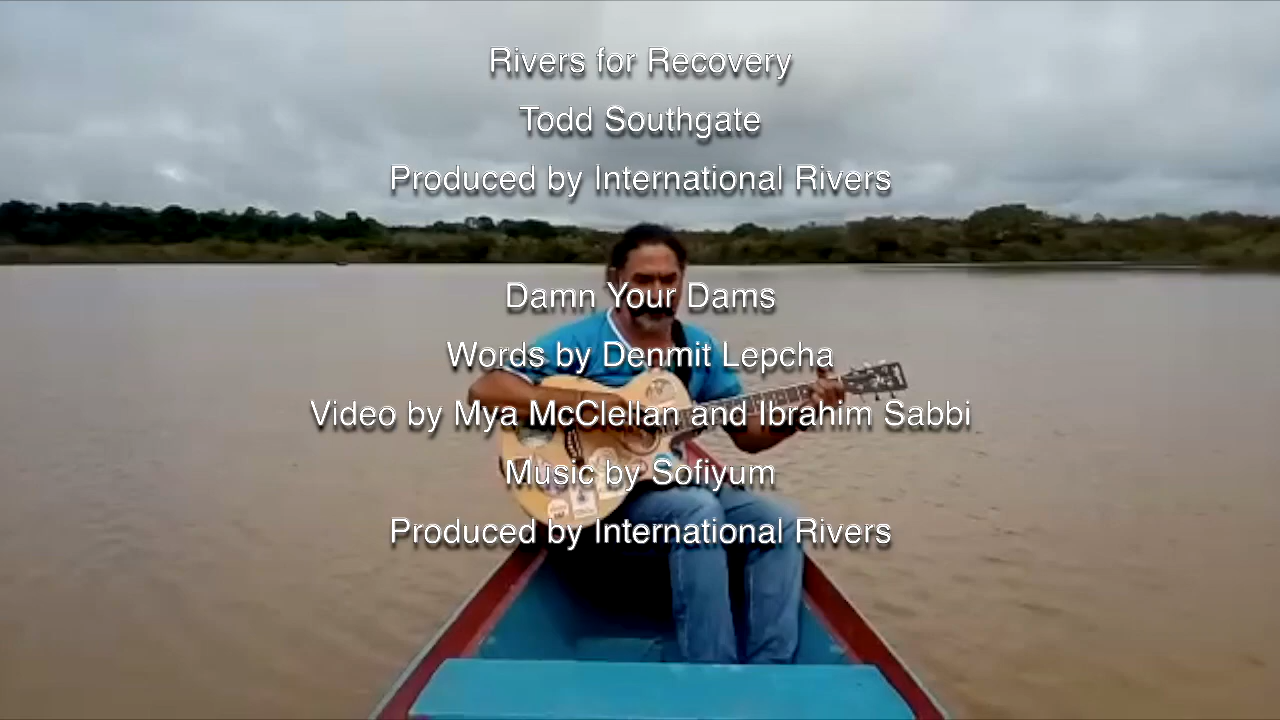 Rivers for Recovery
Todd Southgate
Produced by International Rivers
Damn Your Dams
Words by Denmit Lepcha
Video by Mya McClellan and Ibrahim Sabbi
Music by Sofiyum
Produced by International Rivers